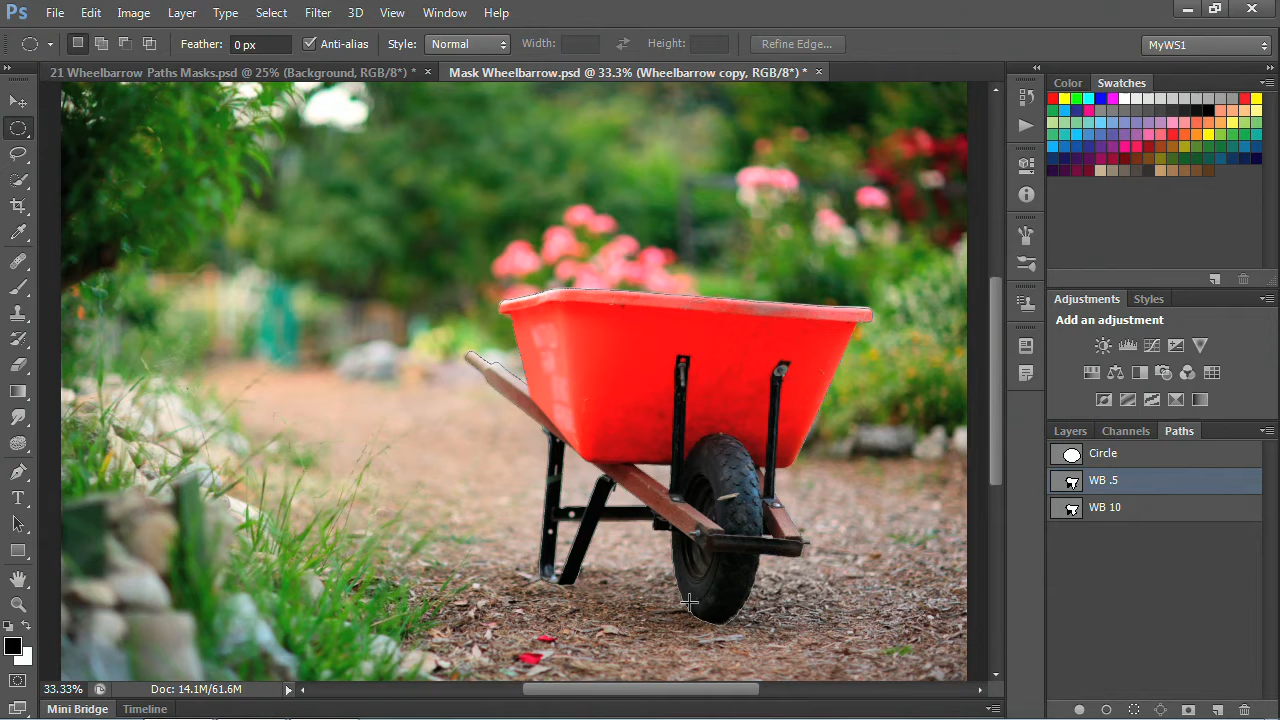 Ps File Edit Image Layer Type Select Filter 3D View Window Help
Feather: 0 px Anti-alias Style: Normal Width: Height: Refine Edge... MyWS1
21 Wheelbarrow Paths Masks.psd @ 25% (Background, RGB/8*) * × Mask Wheelbarrow.psd @ 33.3% (Wheelbarrow copy, RGB/8*) * ×
Color Swatches
Adjustments Styles
Add an adjustment
Layers Channels Paths
Circle
WB .5
WB 10
33.33% Doc: 14.1M/61.6M
Mini Bridge Timeline